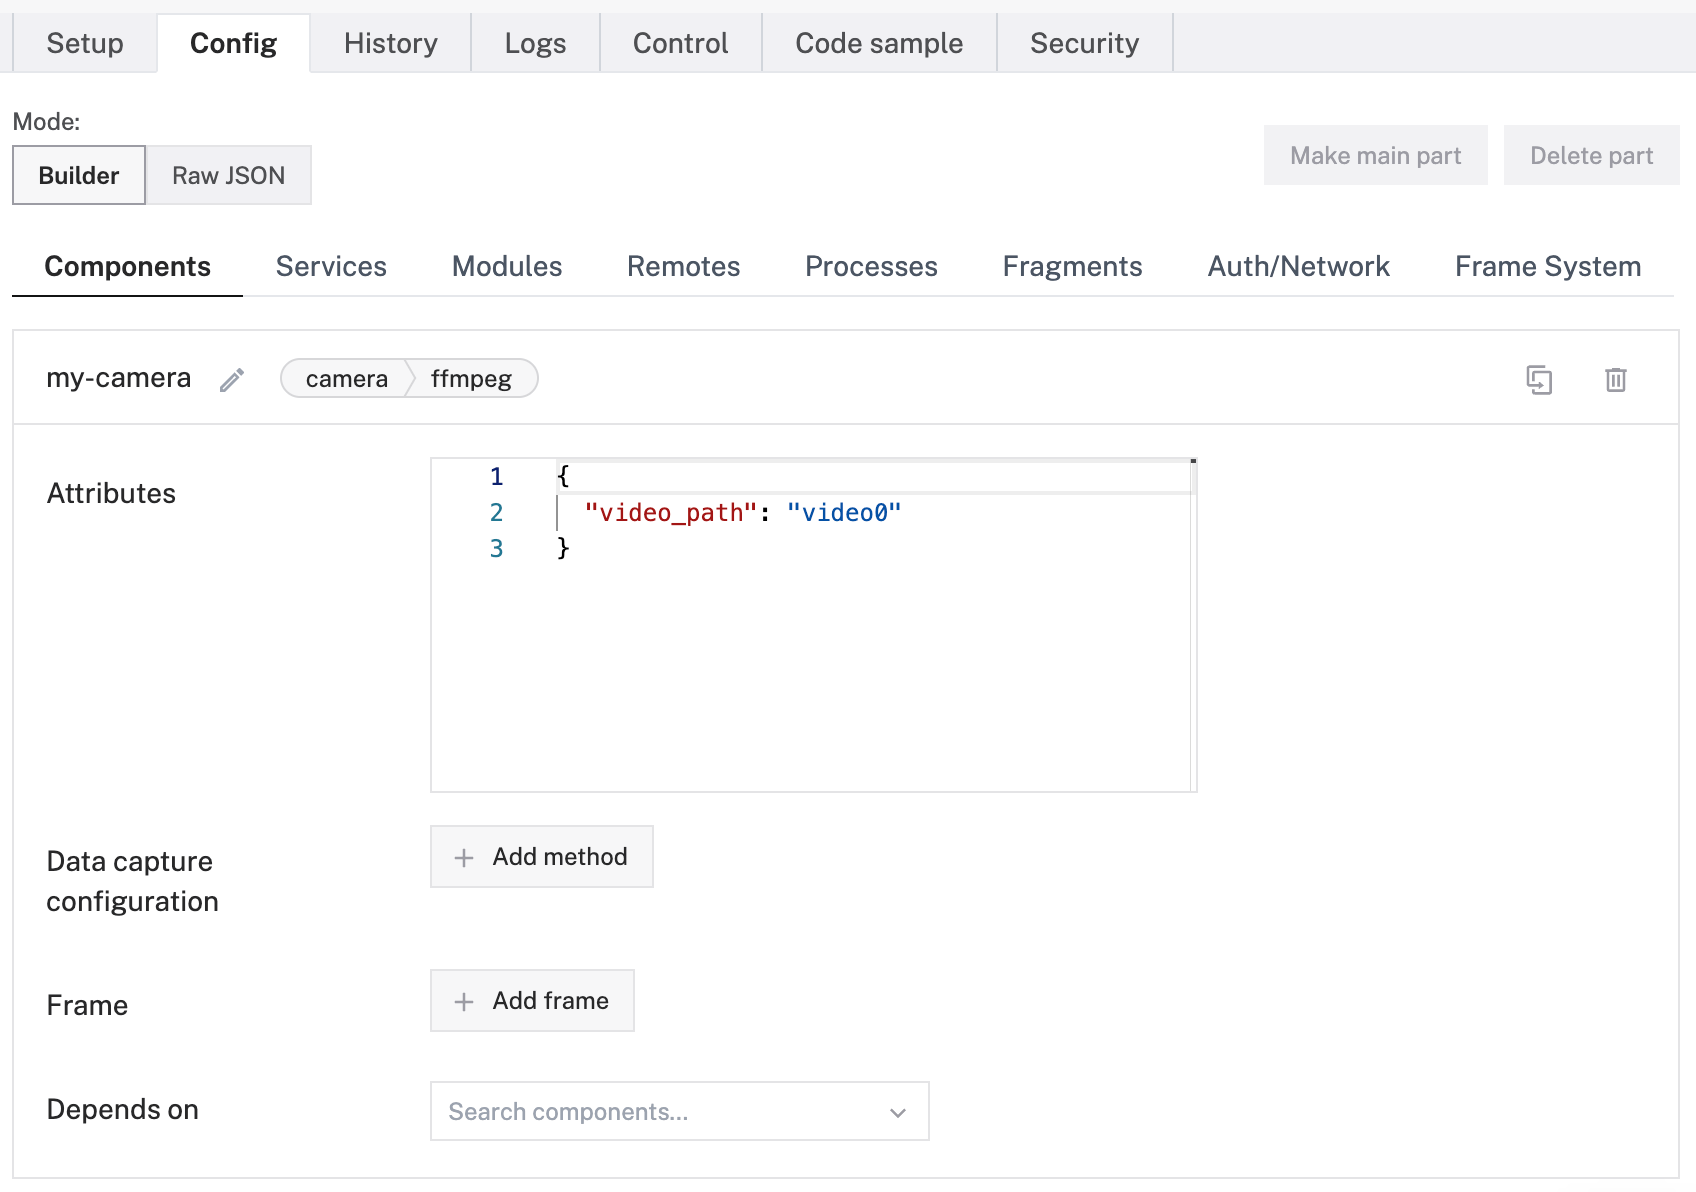 Setup Config History Logs Control Code sample Security
Mode:
Builder Raw JSON
Make main part Delete part
Components Services Modules Remotes Processes Fragments Auth/Network Frame System
my-camera camera ffmpeg
Attributes
1 {
2 "video_path": "video0"
3 }
Data capture
configuration
+ Add method
Frame
+ Add frame
Depends on
Search components...